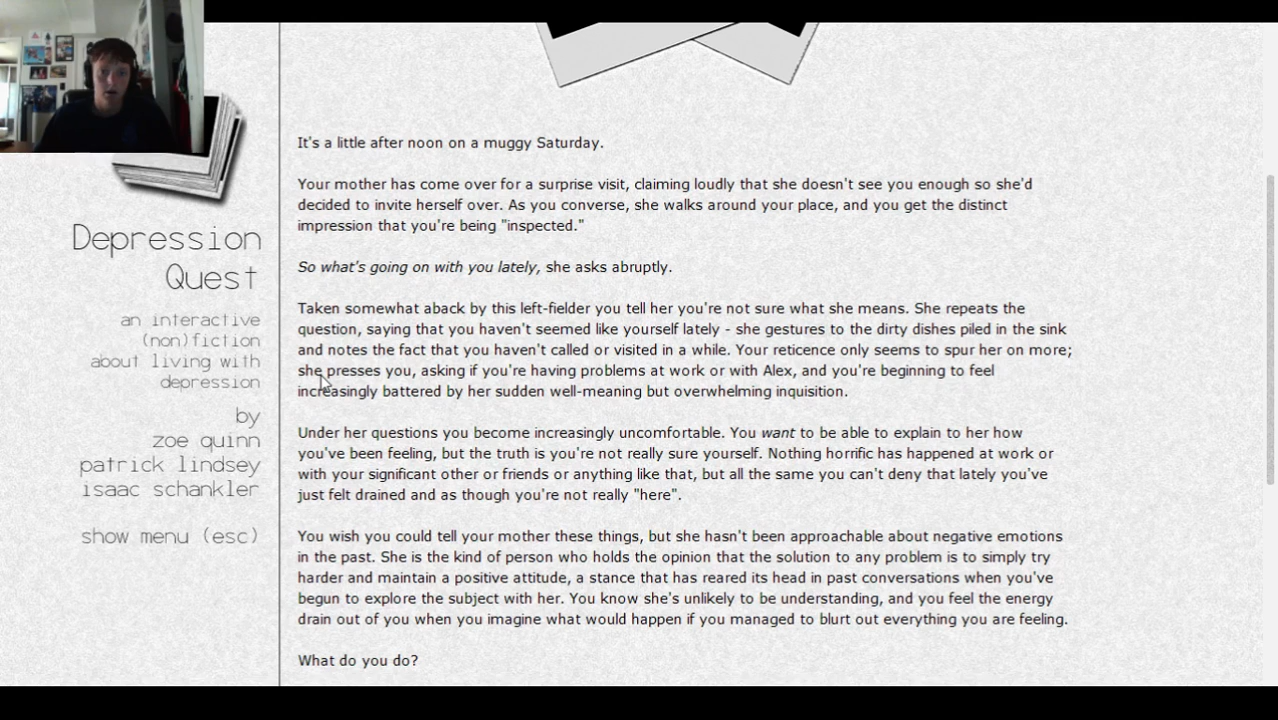 Depression
Quest
an interactive
(non)fiction
about living with
depression
by
zoe quinn
patrick lindsey
isaac schankler
show menu (esc)
It's a little after noon on a muggy Saturday.
Your mother has come over for a surprise visit, claiming loudly that she doesn't see you enough so she'd
decided to invite herself over. As you converse, she walks around your place, and you get the distinct
impression that you're being "inspected."
So what's going on with you lately, she asks abruptly.
Taken somewhat aback by this left-fielder you tell her you're not sure what she means. She repeats the
question, saying that you haven't seemed like yourself lately - she gestures to the dirty dishes piled in the sink
and notes the fact that you haven't called or visited in a while. Your reticence only seems to spur her on more;
she presses you, asking if you're having problems at work or with Alex, and you're beginning to feel
increasingly battered by her sudden well-meaning but overwhelming inquisition.
Under her questions you become increasingly uncomfortable. You want to be able to explain to her how
you've been feeling, but the truth is you're not really sure yourself. Nothing horrific has happened at work or
with your significant other or friends or anything like that, but all the same you can't deny that lately you've
just felt drained and as though you're not really "here".
You wish you could tell your mother these things, but she hasn't been approachable about negative emotions
in the past. She is the kind of person who holds the opinion that the solution to any problem is to simply try
harder and maintain a positive attitude, a stance that has reared its head in past conversations when you've
begun to explore the subject with her. You know she's unlikely to be understanding, and you feel the energy
drain out of you when you imagine what would happen if you managed to blurt out everything you are feeling.
What do you do?